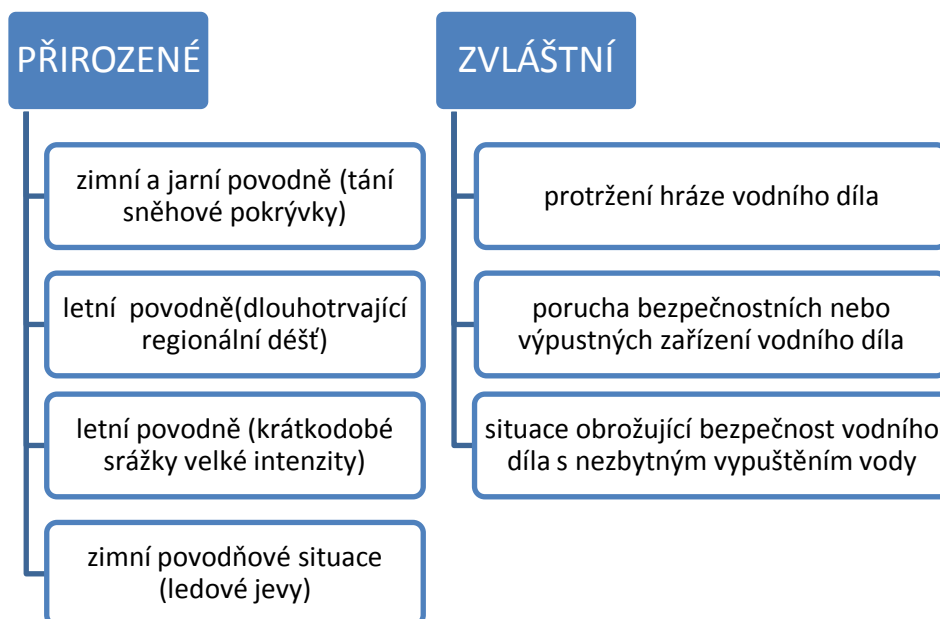 PŘIROZENÉ
zimní a jarní povodně (tání
sněhové pokrývky)
letní  povodně(dlouhotrvající
regionální déšť)
letní povodně (krátkodobé
srážky velké intenzity)
zimní povodňové situace
(ledové jevy)
ZVLÁŠTNÍ
protržení hráze vodního díla
porucha bezpečnostních nebo
výpustných zařízení vodního díla
situace obrožující bezpečnost vodního
díla s nezbytným vypuštěním vody